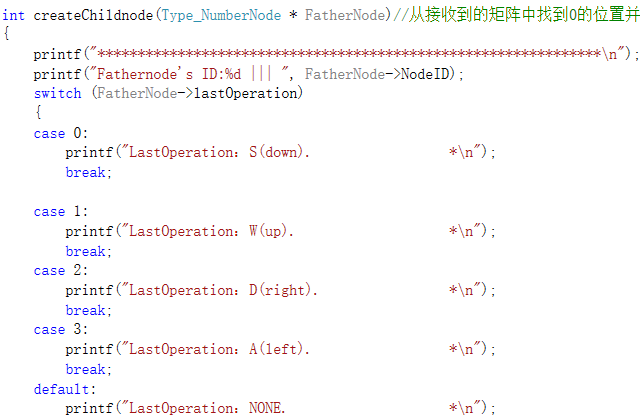 int createChildnode(Type_NumberNode * FatherNode)//从接收到的矩阵中找到0的位置并
{
printf("***************************************************************\n");
printf("Fathernode's ID:%d ||| ", FatherNode->NodeID);
switch (FatherNode->lastOperation)
{
case 0:
printf("LastOperation：S(down).                 *\n");
break;
case 1:
printf("LastOperation：W(up).                   *\n");
break;
case 2:
printf("LastOperation：D(right).                *\n");
break;
case 3:
printf("LastOperation：A(left).                 *\n");
break;
default:
printf("LastOperation：NONE.                    *\n");